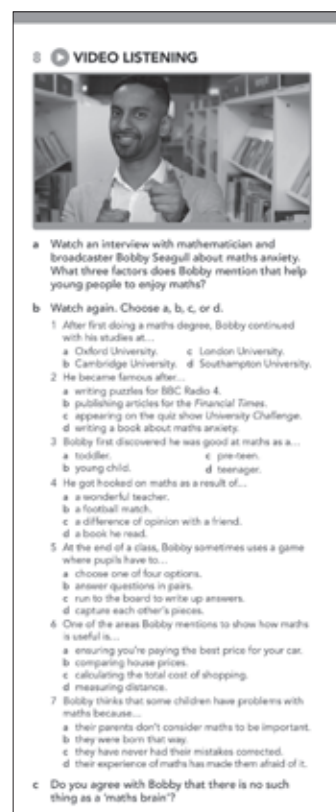 8 VIDEO LISTENING
a Watch an interview with mathematician and
broadcaster Bobby Seagull about maths anxiety.
What three factors does Bobby mention that help
young people to enjoy maths?
b Watch again. Choose a, b, c, or d.
1 After first doing a maths degree, Bobby continued
with his studies at…
a Oxford University. c London University.
b Cambridge University. d Southampton University.
2 He became famous after…
a writing puzzles for BBC Radio 4.
b publishing articles for the Financial Times.
c appearing on the quiz show University Challenge.
d writing a book about maths anxiety.
3 Bobby first discovered he was good at maths as a…
a toddler. c pre-teen.
b young child. d teenager.
4 He got hooked on maths as a result of…
a a wonderful teacher.
b a football match.
c a difference of opinion with a friend.
d a book he read.
5 At the end of a class, Bobby sometimes uses a game
where pupils have to…
a choose one of four options.
b answer questions in pairs.
c run to the board to write up answers.
d capture each other's pieces.
6 One of the areas Bobby mentions to show how maths
is useful is…
a ensuring you're paying the best price for your car.
b comparing house prices.
c calculating the total cost of shopping.
d measuring distance.
7 Bobby thinks that some children have problems with
maths because…
a their parents don't consider maths to be important.
b they were born that way.
c they have never had their mistakes corrected.
d their experience of maths has made them afraid of it.
c Do you agree with Bobby that there is no such
thing as a 'maths brain'?